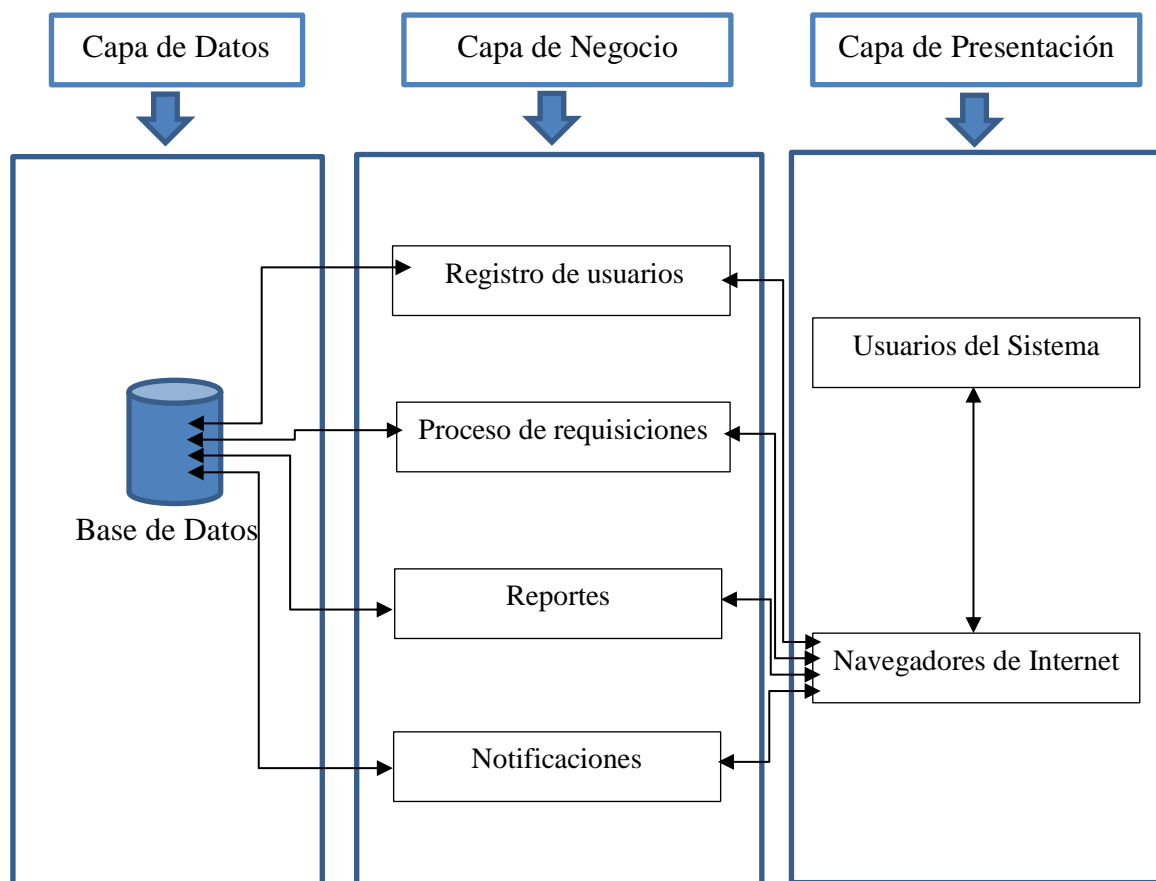 Capa de Datos
Capa de Negocio
Capa de Presentación
Registro de usuarios
Usuarios del Sistema
Proceso de requisiciones
Base de Datos
Reportes
Navegadores de Internet
Notificaciones